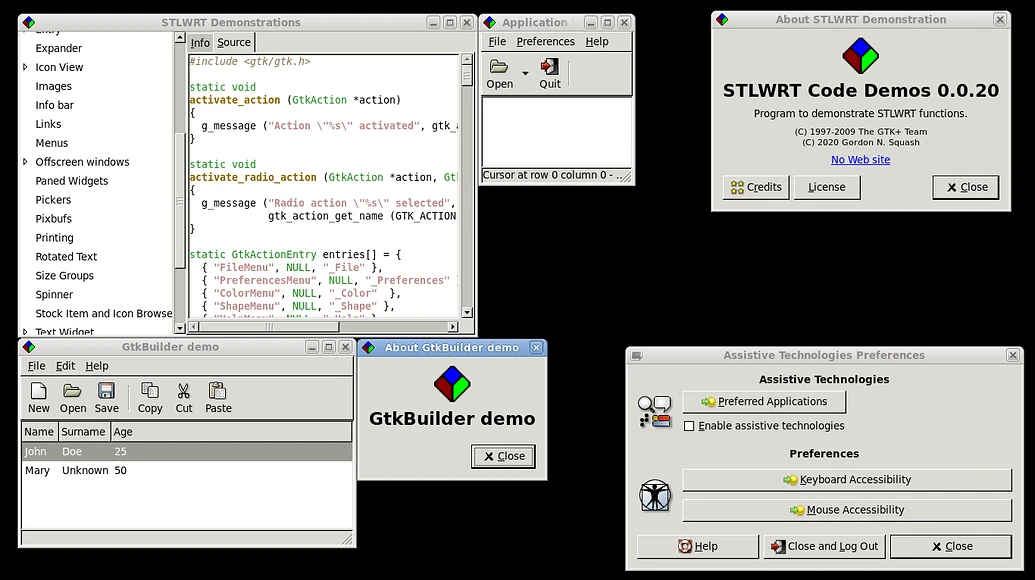 STLWRT Demonstrations
Entry
Expander
Icon View
Images
Info bar
Links
Menus
Offscreen windows
Paned Widgets
Pickers
Pixbufs
Printing
Rotated Text
Size Groups
Spinner
Stock Item and Icon Browse
Text Widget
Info Source
#include <gtk/gtk.h>
static void
activate_action (GtkAction *action)
{
g_message ("Action \"%s\" activated", gtk_a
}
static void
activate_radio_action (GtkAction *action, Gt
{
g_message ("Radio action \"%s\" selected",
gtk_action_get_name (GTK_ACTION
}
static GtkActionEntry entries[] = {
{ "FileMenu", NULL, "_File" },
{ "PreferencesMenu", NULL, "_Preferences"
{ "ColorMenu", NULL, "_Color" },
{ "ShapeMenu", NULL, "_Shape" },
{ "HelpMenu", NULL, "_Help" },
Application
File Preferences Help
Open Quit
Cursor at row 0 column 0 - ...
About STLWRT Demonstration
STLWRT Code Demos 0.0.20
Program to demonstrate STLWRT functions.
(C) 1997-2009 The GTK+ Team
(C) 2020 Gordon N. Squash
No Web site
Credits License Close
GtkBuilder demo
File Edit Help
New Open Save Copy Cut Paste
Name Surname Age
John Doe 25
Mary Unknown 50
About GtkBuilder demo
GtkBuilder demo
Close
Assistive Technologies Preferences
Assistive Technologies
Preferred Applications
Enable assistive technologies
Preferences
Keyboard Accessibility
Mouse Accessibility
Help Close and Log Out Close